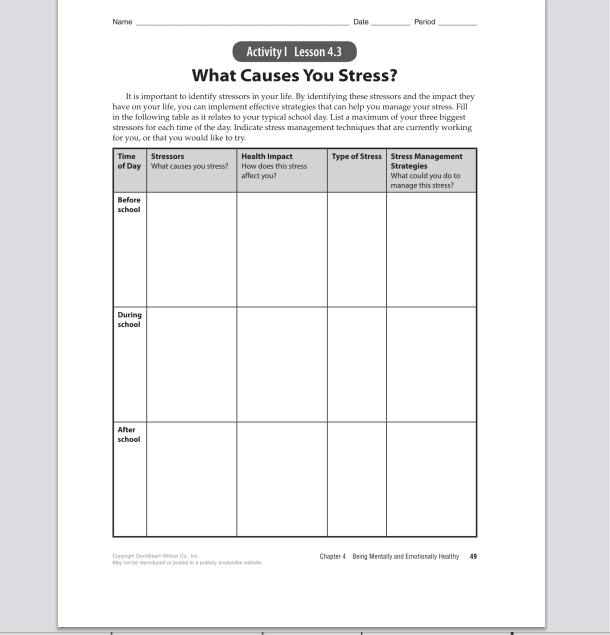 Name Date Period
Activity I Lesson 4.3
What Causes You Stress?
It is important to identify stressors in your life. By identifying these stressors and the impact they
have on your life, you can implement effective strategies that can help you manage your stress. Fill
in the following table as it relates to your typical school day. List a maximum of your three biggest
stressors for each time of the day. Indicate stress management techniques that are currently working
for you, or that you would like to try.
Time
of Day
Stressors
What causes you stress?
Health Impact
How does this stress
affect you?
Type of Stress
Stress Management
Strategies
What could you do to
manage this stress?
Before
school
During
school
After
school
Copyright Goodheart-Willcox Co., Inc.
May not be reproduced or posted to a publicly accessible website.
Chapter 4 Being Mentally and Emotionally Healthy 49